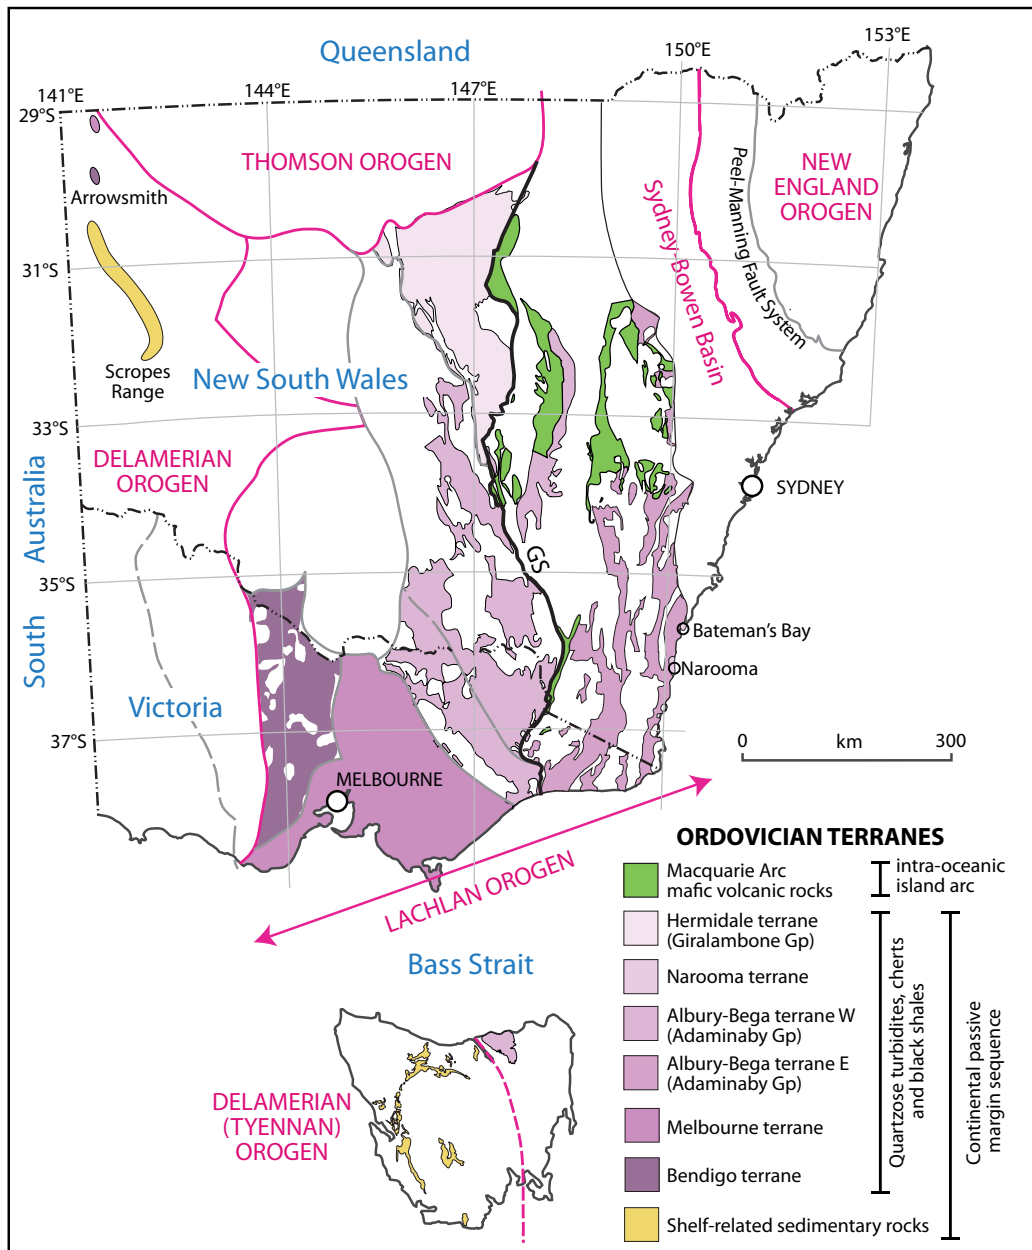 Queensland
141°E
144°E
147°E
150°E
153°E
29°S
THOMSON OROGEN
NEW
ENGLAND
OROGEN
Peel-Manning Fault System
Sydney-Bowen Basin
Arrowsmith
31°S
Scropes
Range
New South Wales
33°S
DELAMERIAN
OROGEN
SYDNEY
South Australia
GS
35°S
Bateman's Bay
Narooma
Victoria
37°S
0 km 300
MELBOURNE
LACHLAN OROGEN
Bass Strait
DELAMERIAN
(TYENNAN)
OROGEN
ORDOVICIAN TERRANES
Macquarie Arc
mafic volcanic rocks
intra-oceanic
island arc
Hermidale terrane
(Giralambone Gp)
Narooma terrane
Albury-Bega terrane W
(Adaminaby Gp)
Albury-Bega terrane E
(Adaminaby Gp)
Melbourne terrane
Bendigo terrane
Shelf-related sedimentary rocks
Quartzose turbidites, cherts
and black shales
Continental passive
margin sequence